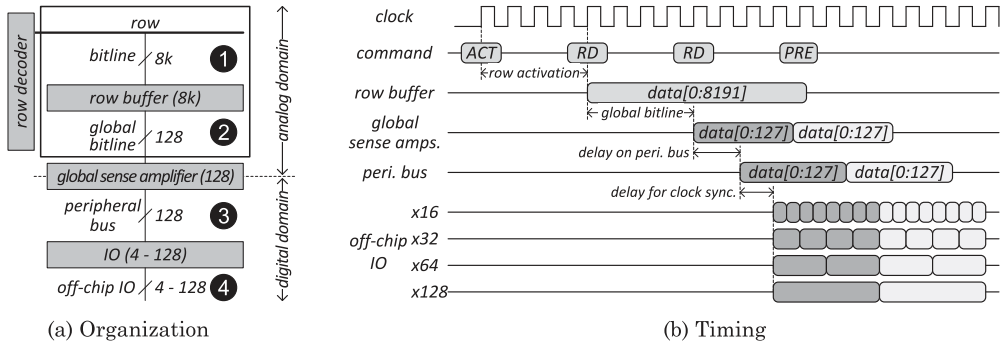 row decoder
row
bitline
8k
1
row buffer (8k)
global
bitline
128
2
global sense amplifier (128)
peripheral
bus
128
3
IO (4 - 128)
off-chip IO
4 - 128
4
analog domain
digital domain
(a) Organization
clock
command
ACT
RD
RD
PRE
row activation
row buffer
data[0:8191]
global bitline
global
sense amps.
data[0:127]
data[0:127]
delay on peri. bus
peri. bus
data[0:127]
data[0:127]
delay for clock sync.
x16
off-chip
IO
x32
x64
x128
(b) Timing